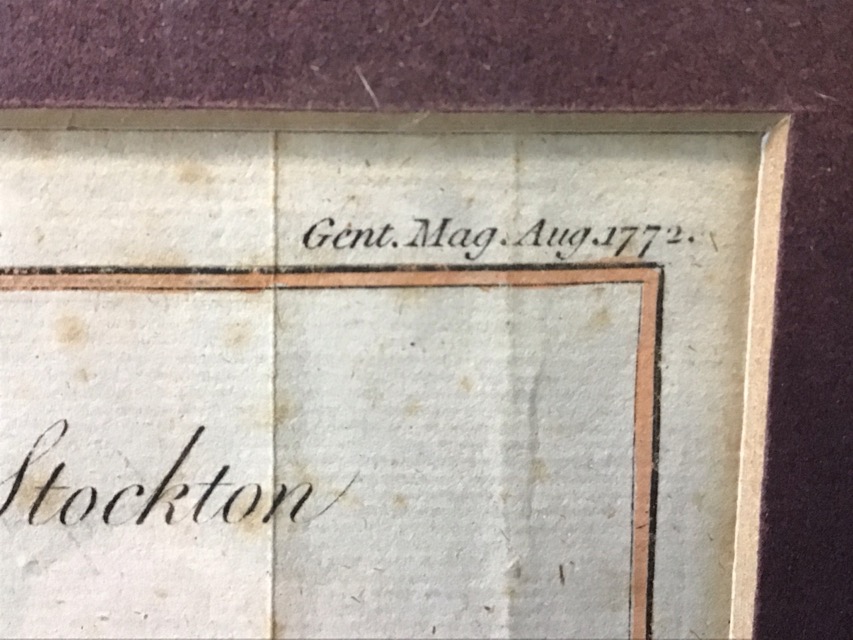 Gent. Mag. Aug. 1772.
Stockton